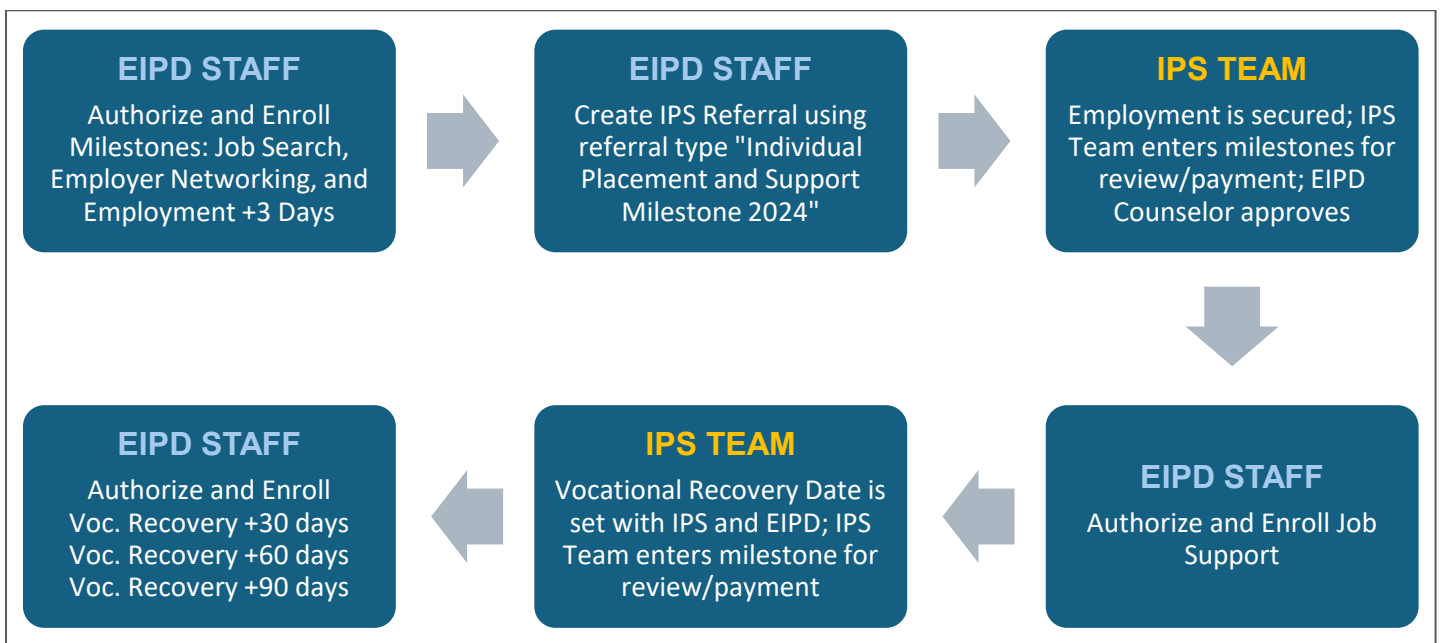 EIPD STAFF
Authorize and Enroll
Milestones: Job Search,
Employer Networking, and
Employment +3 Days
EIPD STAFF
Create IPS Referral using
referral type "Individual
Placement and Support
Milestone 2024"
IPS TEAM
Employment is secured; IPS
Team enters milestones for
review/payment; EIPD
Counselor approves
EIPD STAFF
Authorize and Enroll Job
Support
IPS TEAM
Vocational Recovery Date is
set with IPS and EIPD; IPS
Team enters milestone for
review/payment
EIPD STAFF
Authorize and Enroll
Voc. Recovery +30 days
Voc. Recovery +60 days
Voc. Recovery +90 days